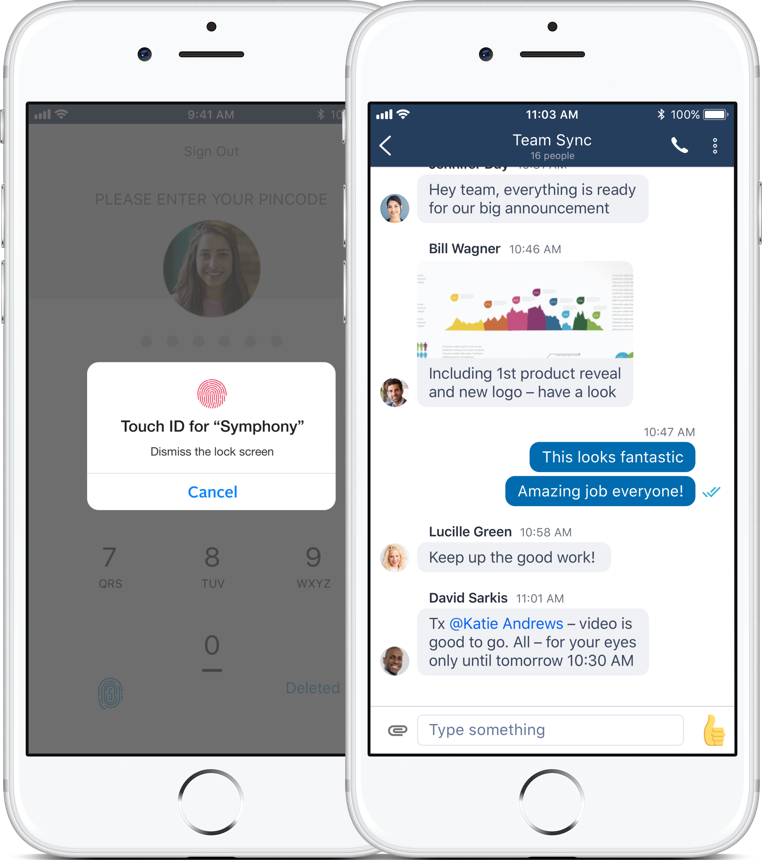 9:41 AM
Sign Out
PLEASE ENTER YOUR PINCODE
Touch ID for “Symphony”
Dismiss the lock screen
Cancel
7 8 9
QRS TUV WXYZ
0
Deleted
11:03 AM 100%
Team Sync
16 people
Hey team, everything is ready
for our big announcement
Bill Wagner 10:46 AM
Including 1st product reveal
and new logo – have a look
10:47 AM
This looks fantastic
Amazing job everyone!
Lucille Green 10:58 AM
Keep up the good work!
David Sarkis 11:01 AM
Tx @Katie Andrews – video is
good to go. All – for your eyes
only until tomorrow 10:30 AM
Type something